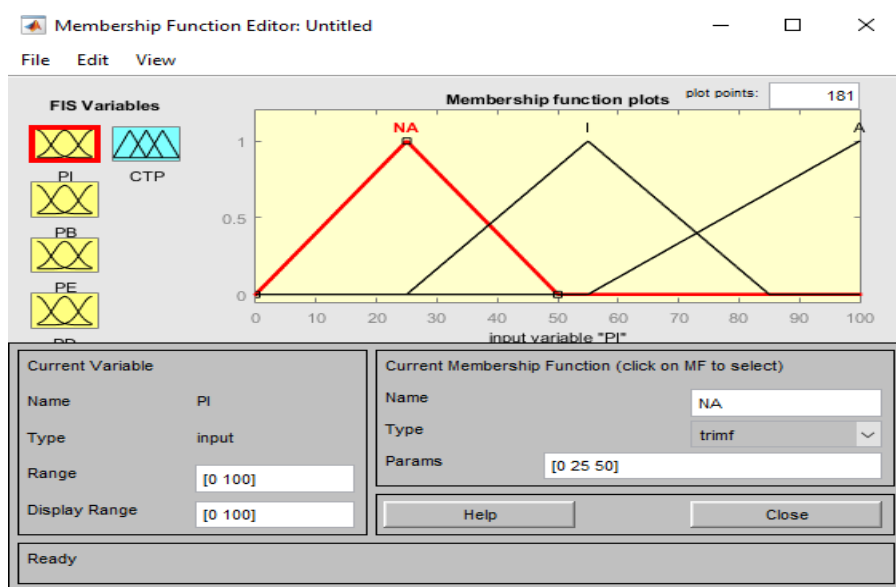 Membership Function Editor: Untitled
File Edit View
FIS Variables
Membership function plots plot points: 181
PI CTP
PB
PE
NA I A
1
0.5
0
0 10 20 30 40 50 60 70 80 90 100
input variable "PI"
Current Variable
Name PI
Type input
Range [0 100]
Display Range [0 100]
Current Membership Function (click on MF to select)
Name NA
Type trimf
Params [0 25 50]
Help Close
Ready